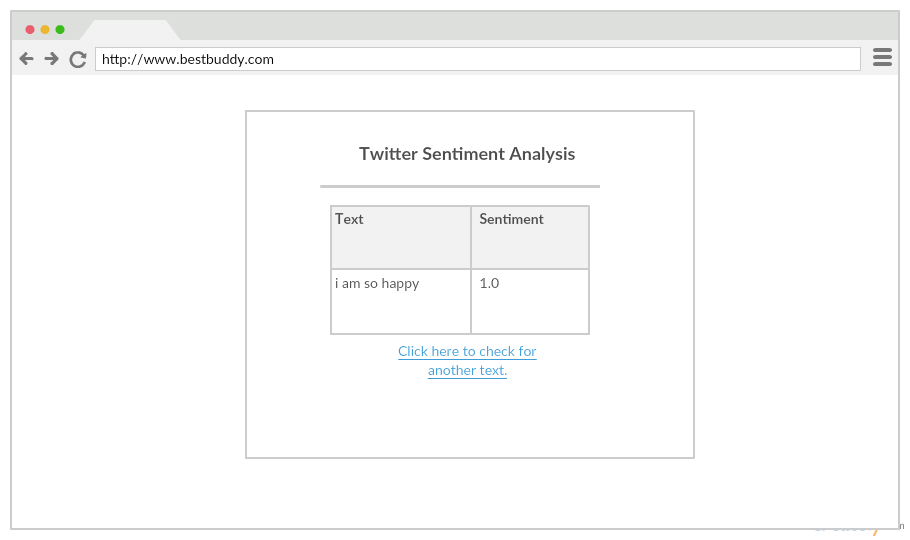 http://www.bestbuddy.com
Twitter Sentiment Analysis
Text
Sentiment
i am so happy
1.0
Click here to check for
another text.